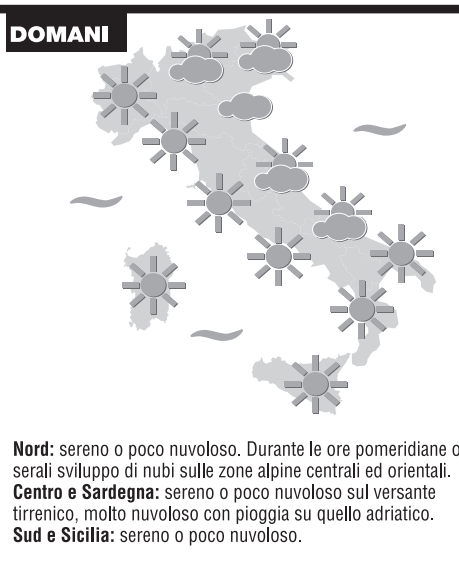 DOMANI
Nord: sereno o poco nuvoloso. Durante le ore pomeridiane o
serali sviluppo di nubi sulle zone alpine centrali ed orientali.
Centro e Sardegna: sereno o poco nuvoloso sul versante
tirrenico, molto nuvoloso con pioggia su quello adriatico.
Sud e Sicilia: sereno o poco nuvoloso.